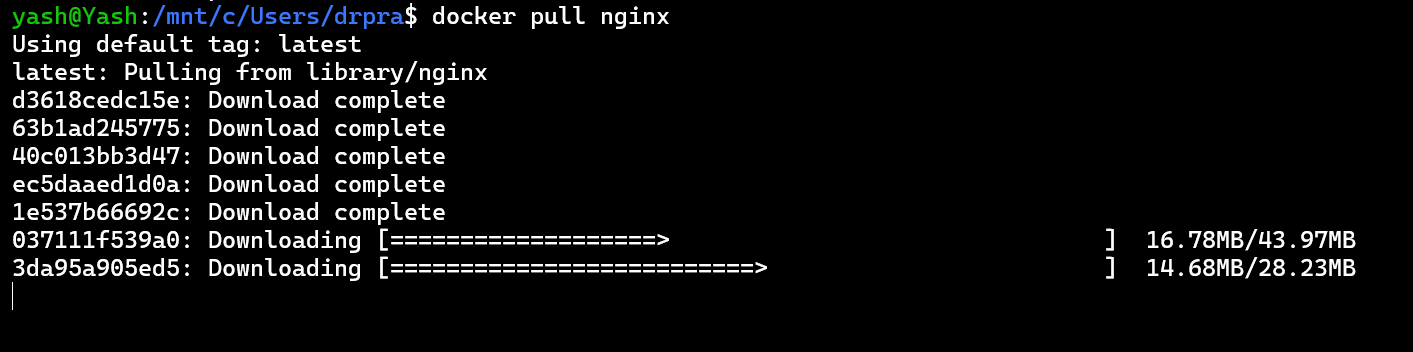 yash@Yash:/mnt/c/Users/drpra$ docker pull nginx
Using default tag: latest
latest: Pulling from library/nginx
d3618cedc15e: Download complete
63b1ad245775: Download complete
40c013bb3d47: Download complete
ec5daaed1d0a: Download complete
1e537b66692c: Download complete
037111f539a0: Downloading [===================>                               ]  16.78MB/43.97MB
3da95a905ed5: Downloading [==========================>                        ]  14.68MB/28.23MB